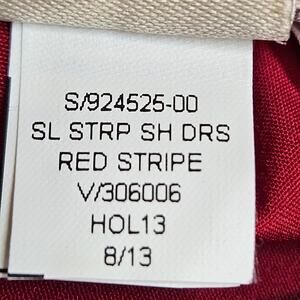 S/924525-00
SL STRP SH DRS
RED STRIPE
V/306006
HOL13
8/13